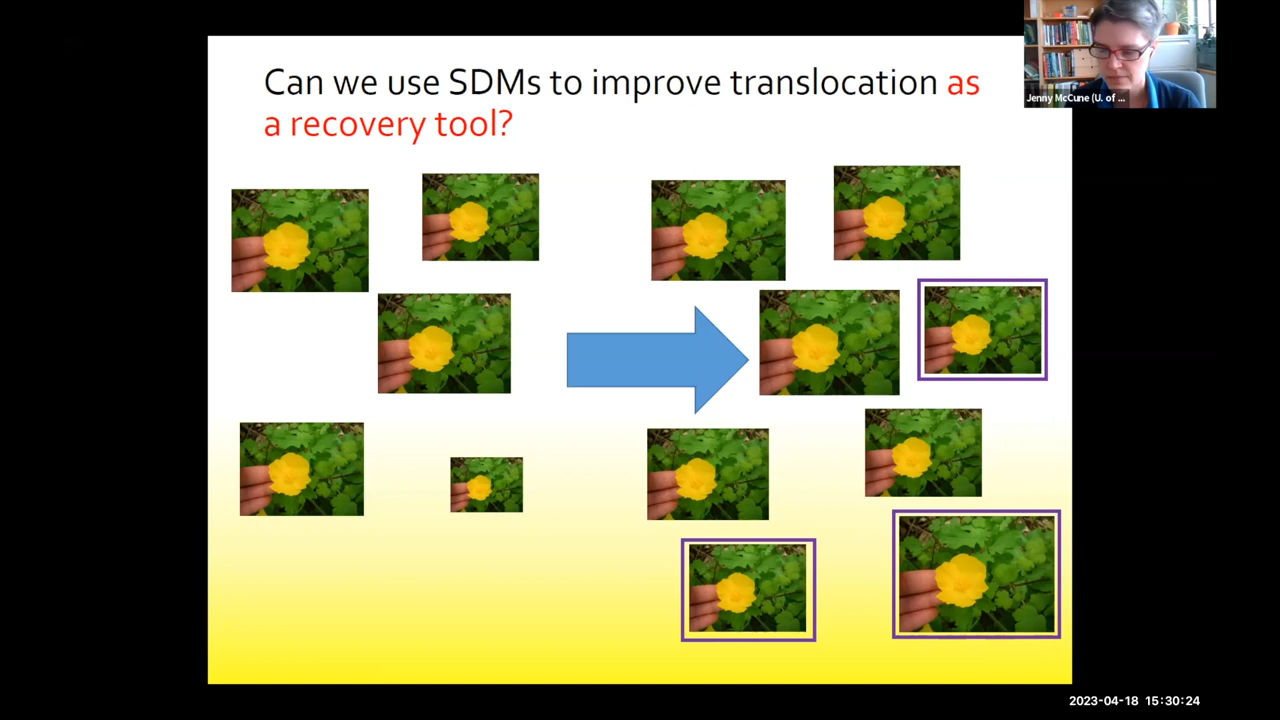 Can we use SDMs to improve translocation as
a recovery tool?
Jenny McCune (U. of ...
2023-04-18 15:30:24